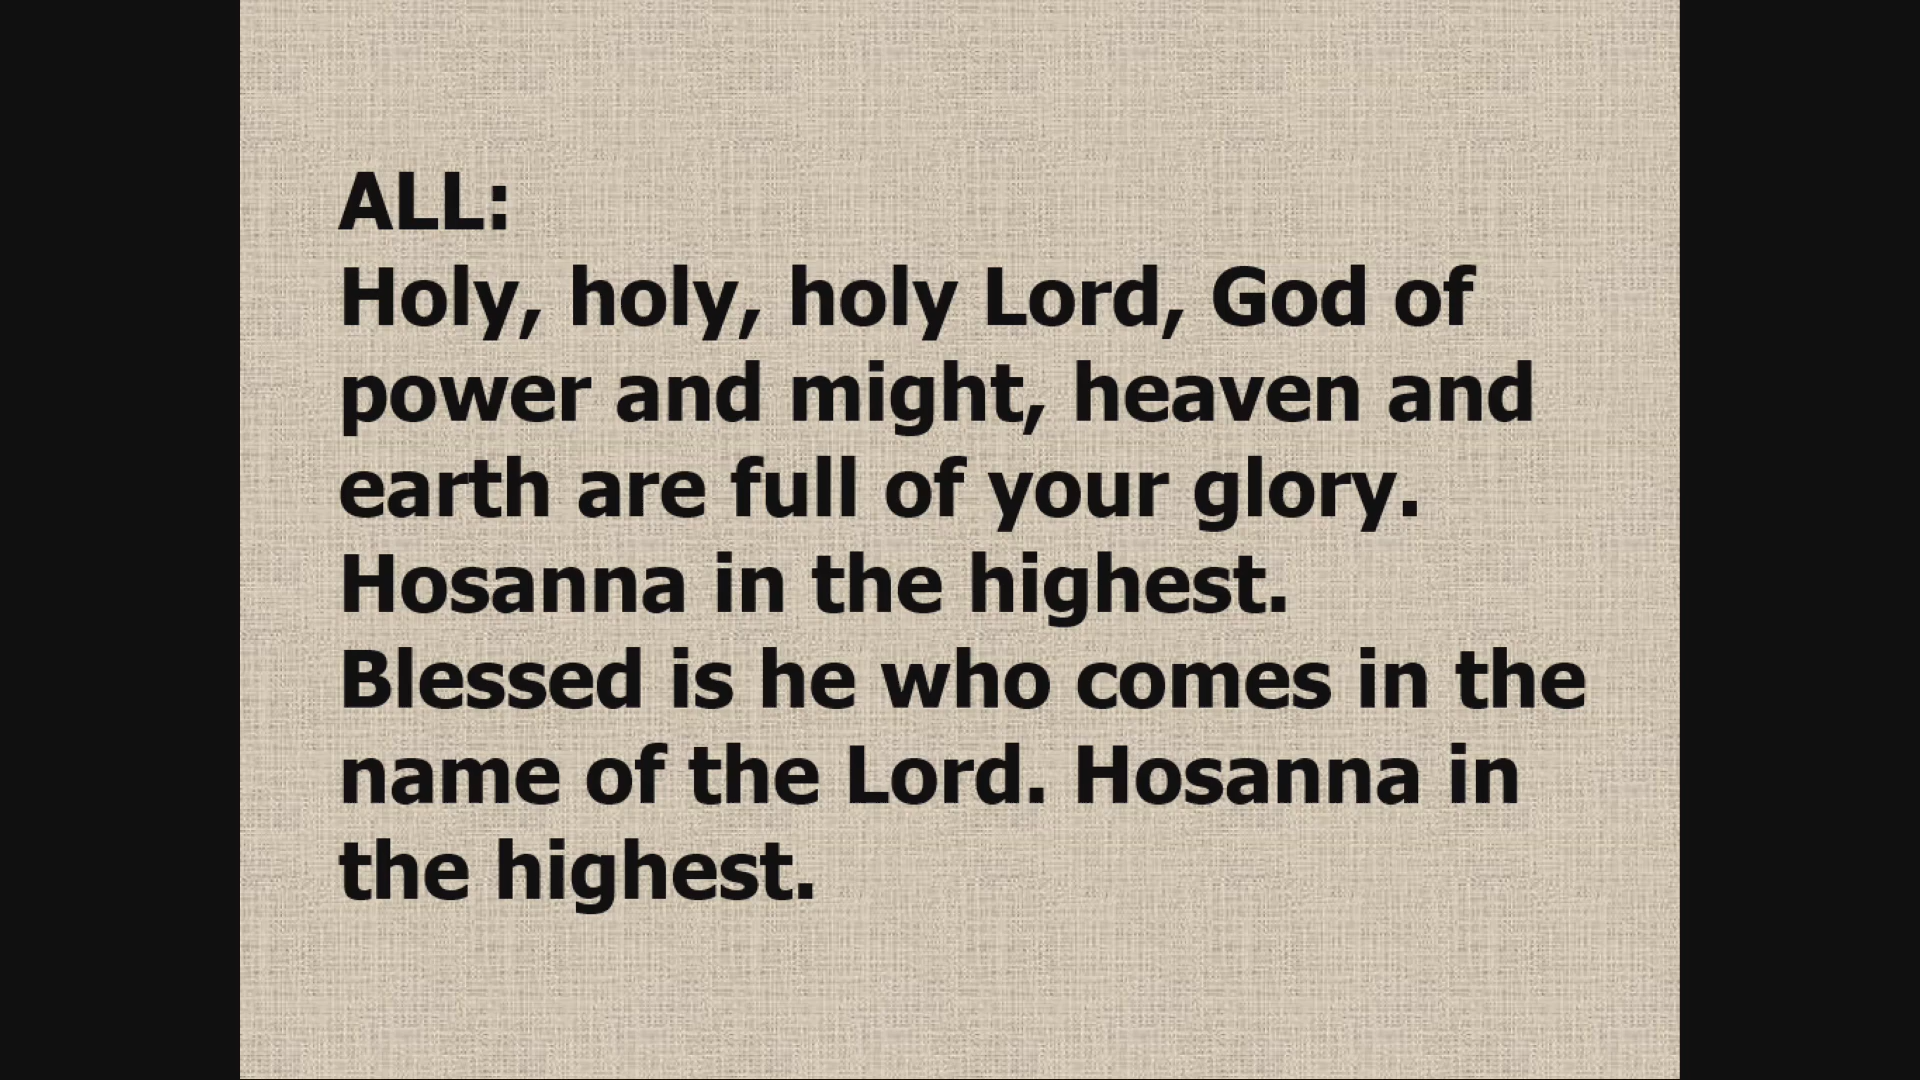 ALL:
Holy, holy, holy Lord, God of
power and might, heaven and
earth are full of your glory.
Hosanna in the highest.
Blessed is he who comes in the
name of the Lord. Hosanna in
the highest.